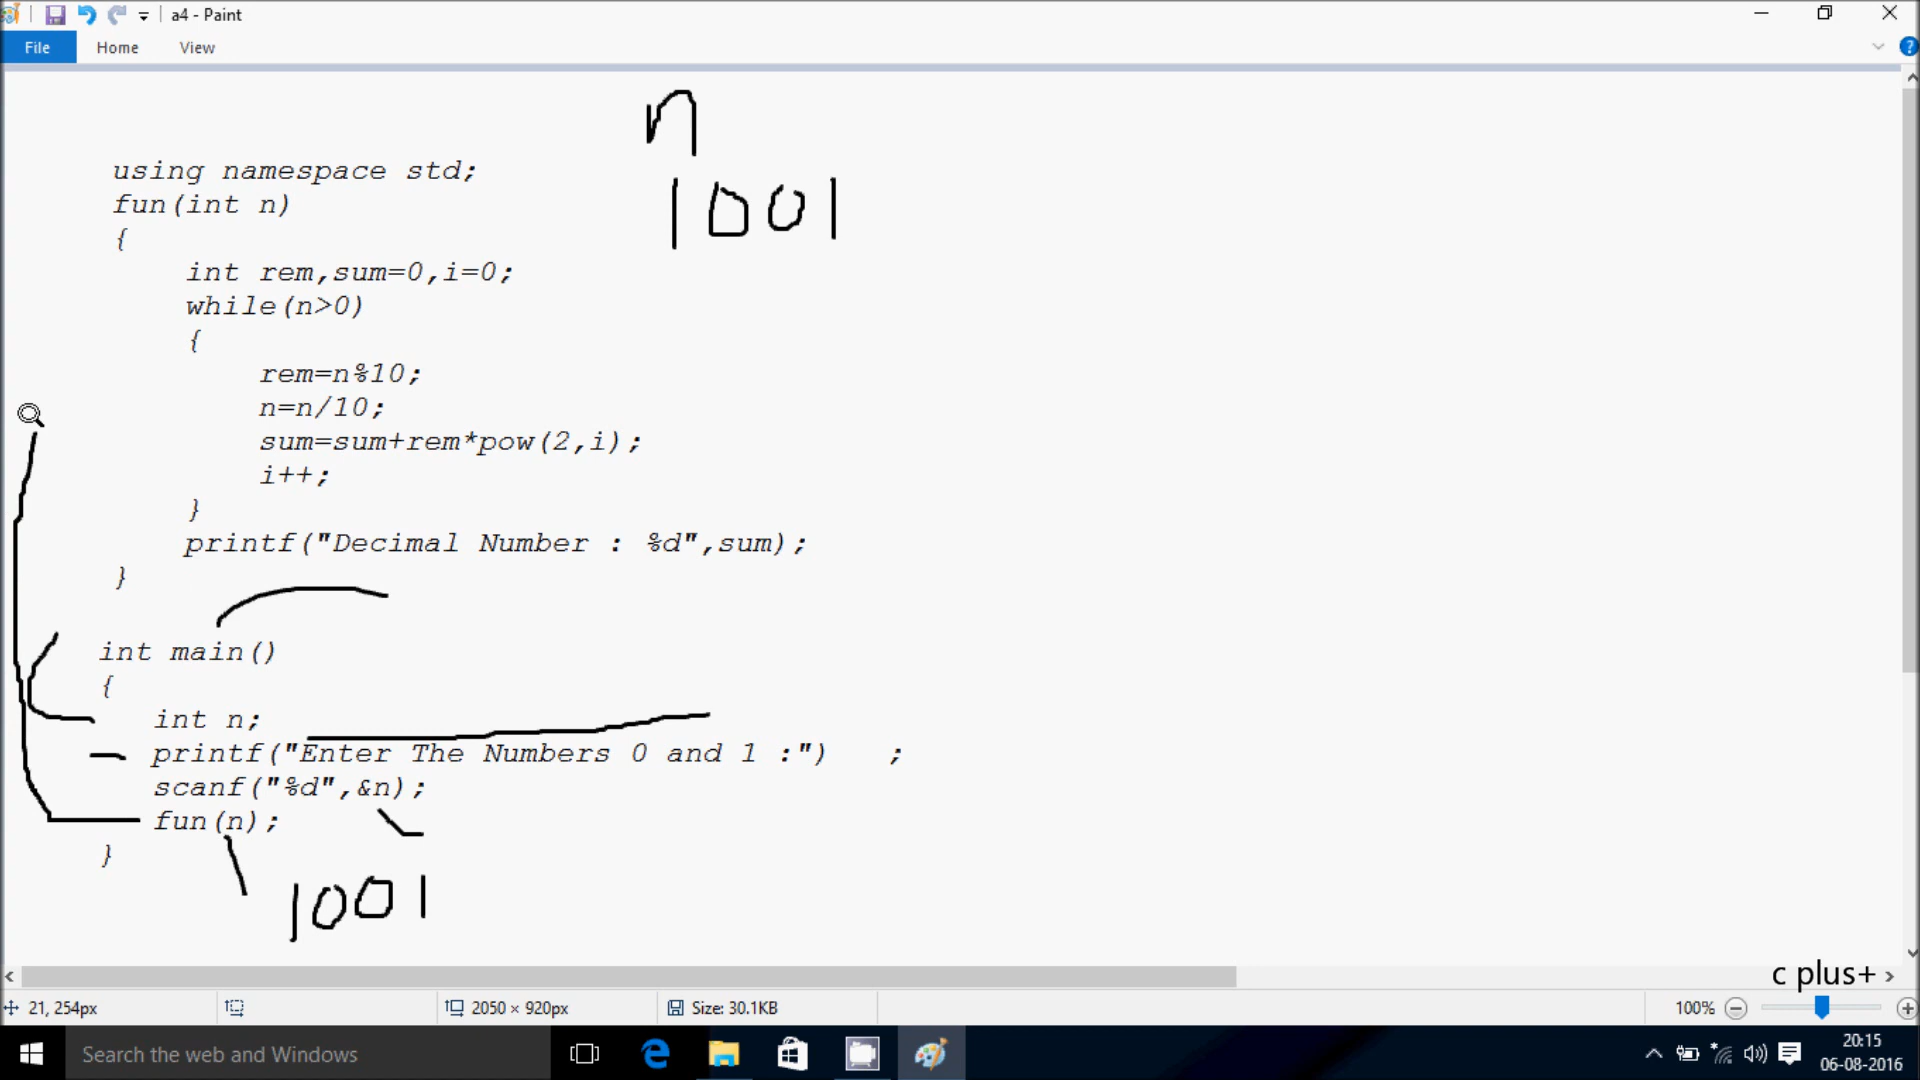 a4 - Paint
File Home View
n
1001
using namespace std;
fun(int n)
{
int rem,sum=0,i=0;
while(n>0)
{
rem=n%10;
n=n/10;
sum=sum+rem*pow(2,i);
i++;
}
printf("Decimal Number : %d",sum);
}
int main()
{
int n;
printf("Enter The Numbers 0 and 1 :") ;
scanf("%d",&n);
fun(n);
}
1001
c plus+
21, 254px 2050 × 920px Size: 30.1KB 100%
Search the web and Windows
20:15
06-08-2016